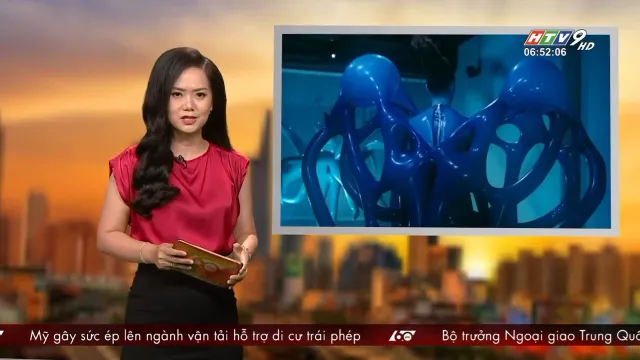 HTV9 HD
06:52:06
Mỹ gây sức ép lên ngành vận tải hỗ trợ di cư trái phép 60 Bộ trưởng Ngoại giao Trung Quố